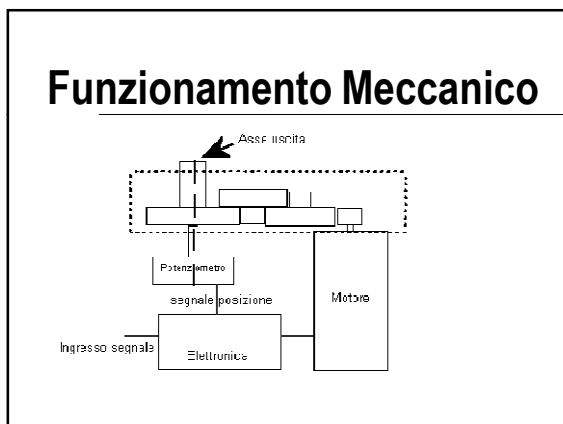 Funzionamento Meccanico
Asse uscita
Potenziometro
segnale posizione
Motore
Ingresso segnale
Elettronica